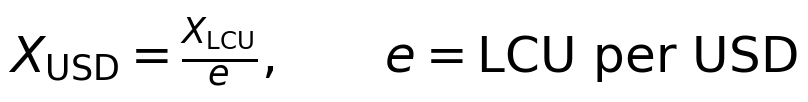 X_USD = X_LCU / e,  e = LCU per USD